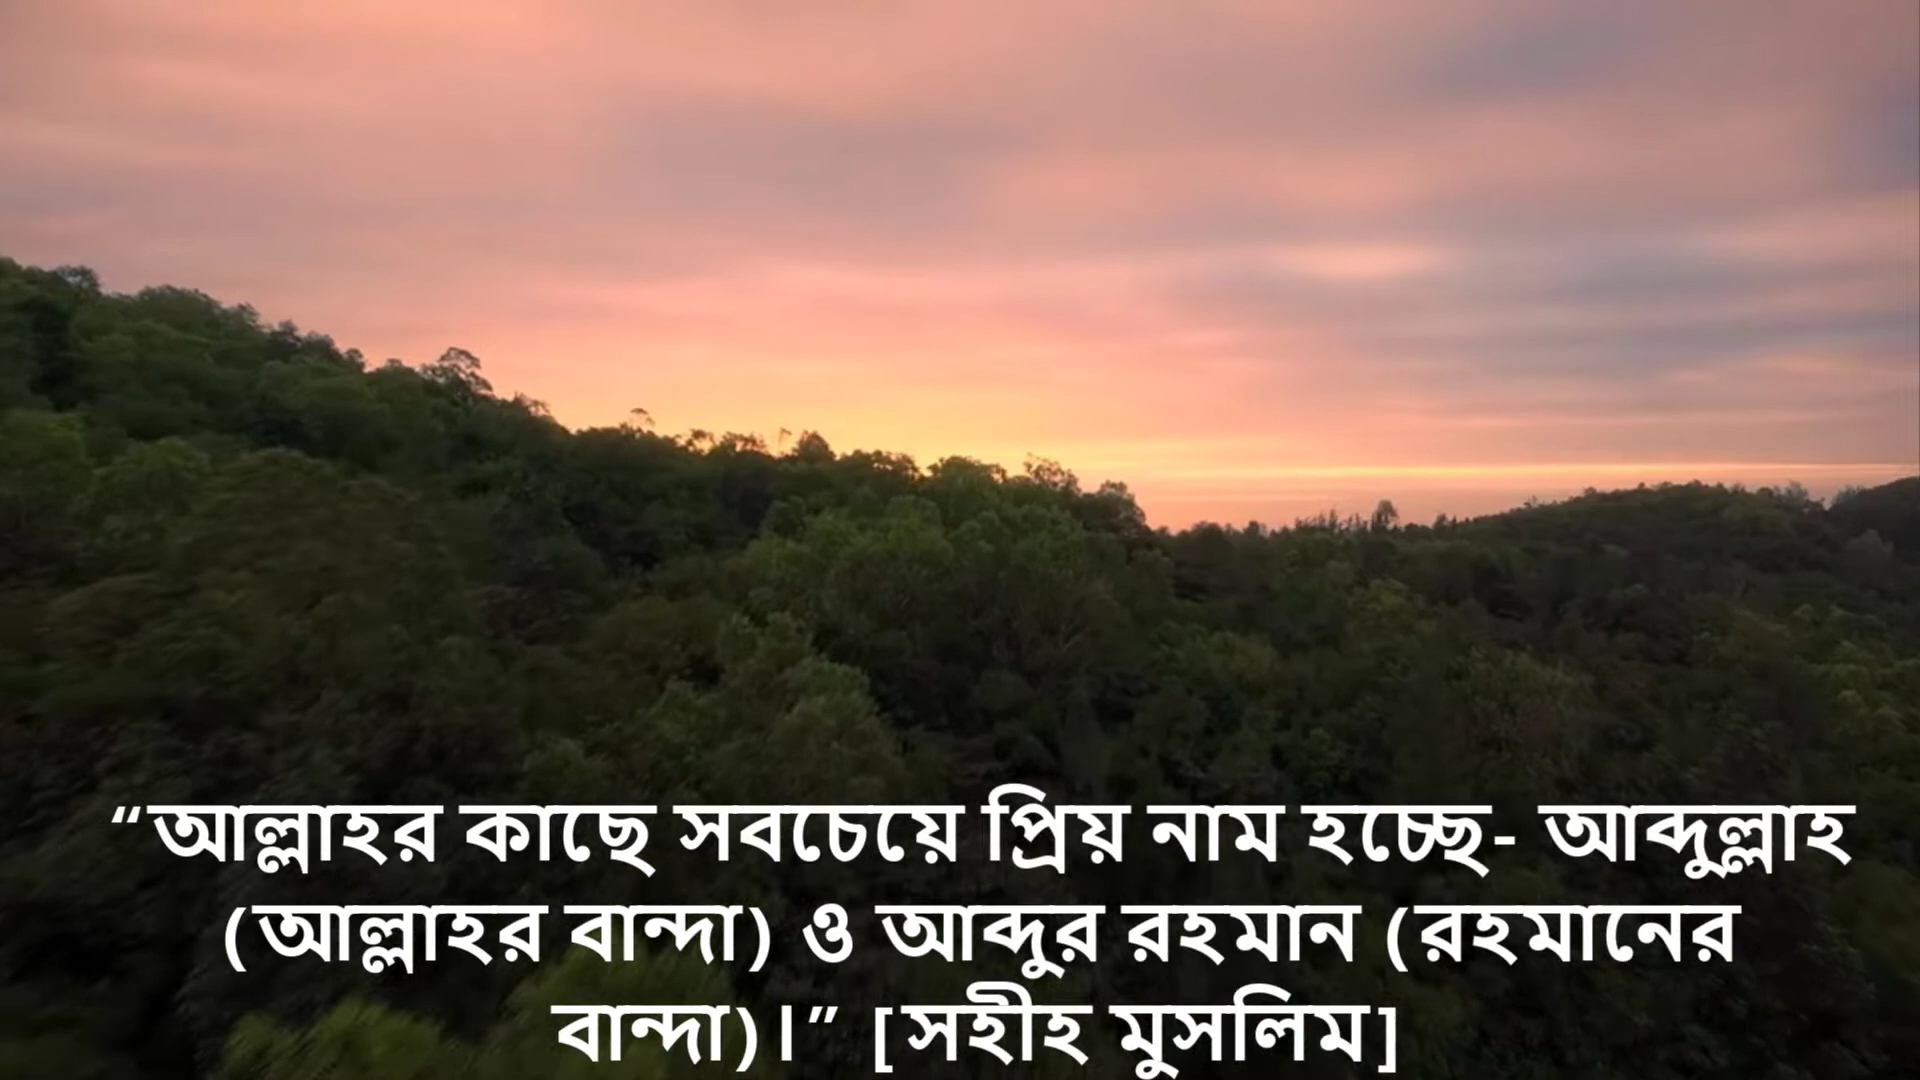 “আল্লাহর কাছে সবচেয়ে প্রিয় নাম হচ্ছে- আব্দুল্লাহ
(আল্লাহর বান্দা) ও আব্দুর রহমান (রহমানের
বান্দা)।” [সহীহ মুসলিম]